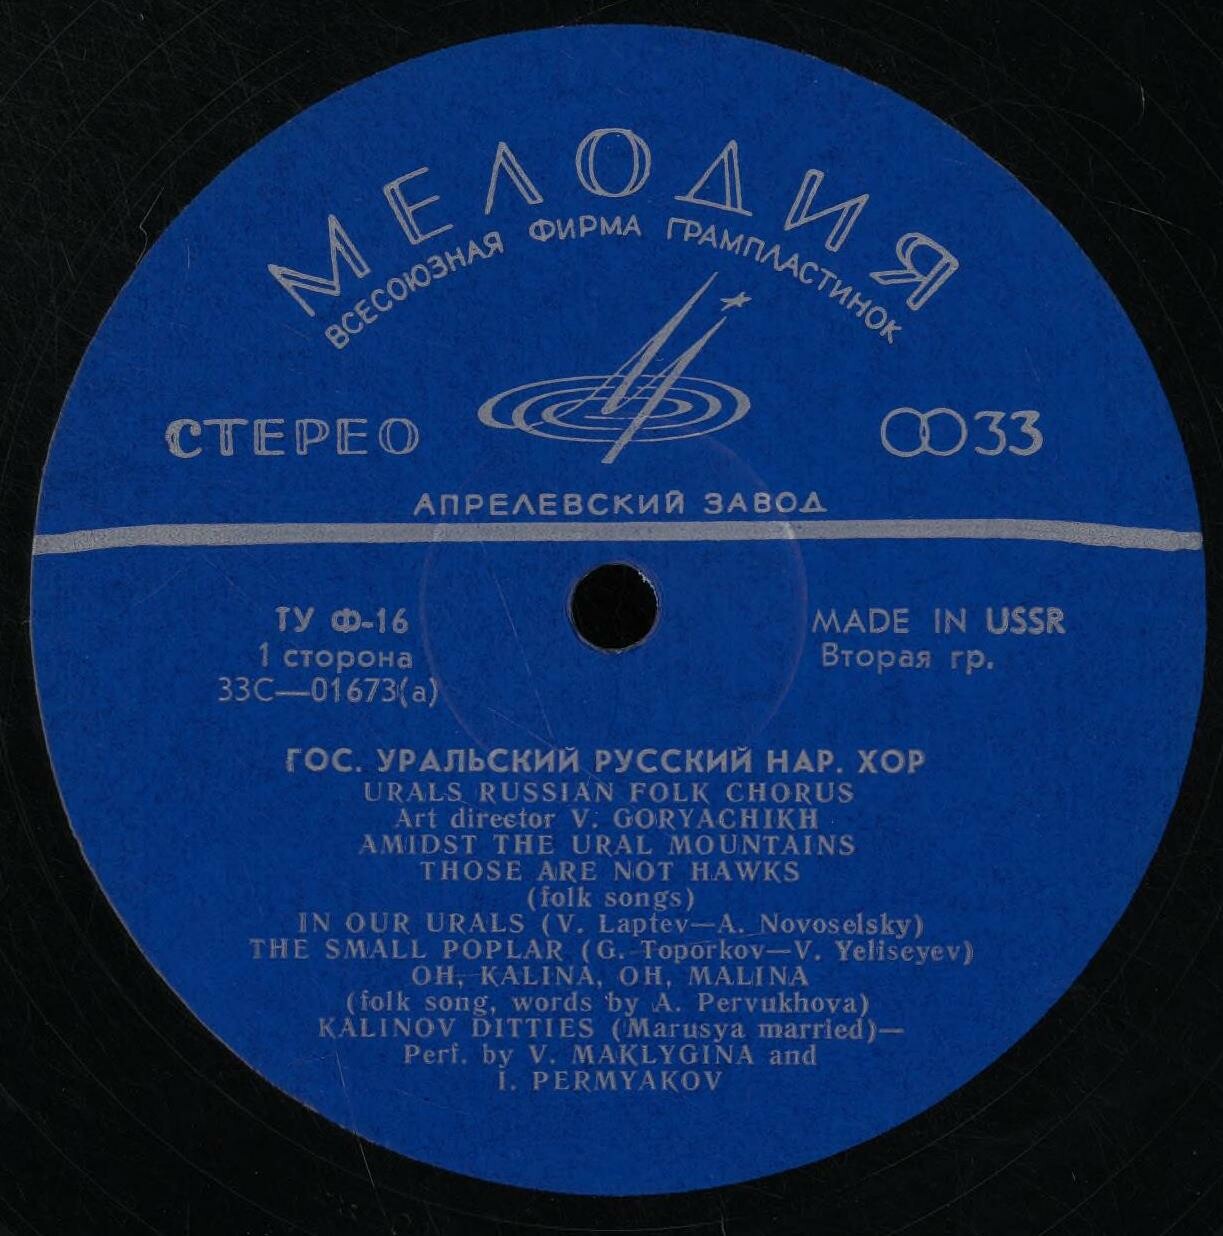 МЕЛОДИЯ
ВСЕСОЮЗНАЯ ФИРМА ГРАМПЛАСТИНОК
СТЕРЕО
33
АПРЕЛЕВСКИЙ ЗАВОД
ТУ Ф-16
1 сторона
33С—01673(а)
MADE IN USSR
Вторая гр.
ГОС. УРАЛЬСКИЙ РУССКИЙ НАР. ХОР
URALS RUSSIAN FOLK CHORUS
Art director V. GORYACHIKH
AMIDST THE URAL MOUNTAINS
THOSE ARE NOT HAWKS
(folk songs)
IN OUR URALS (V. Laptev—A. Novoselsky)
THE SMALL POPLAR (G. Toporkov—V. Yeliseyev)
OH, KALINA, OH, MALINA
(folk song, words by A. Pervukhova)
KALINOV DITTIES (Marusya married)—
Perf. by V. MAKLYGINA and
I. PERMYAKOV